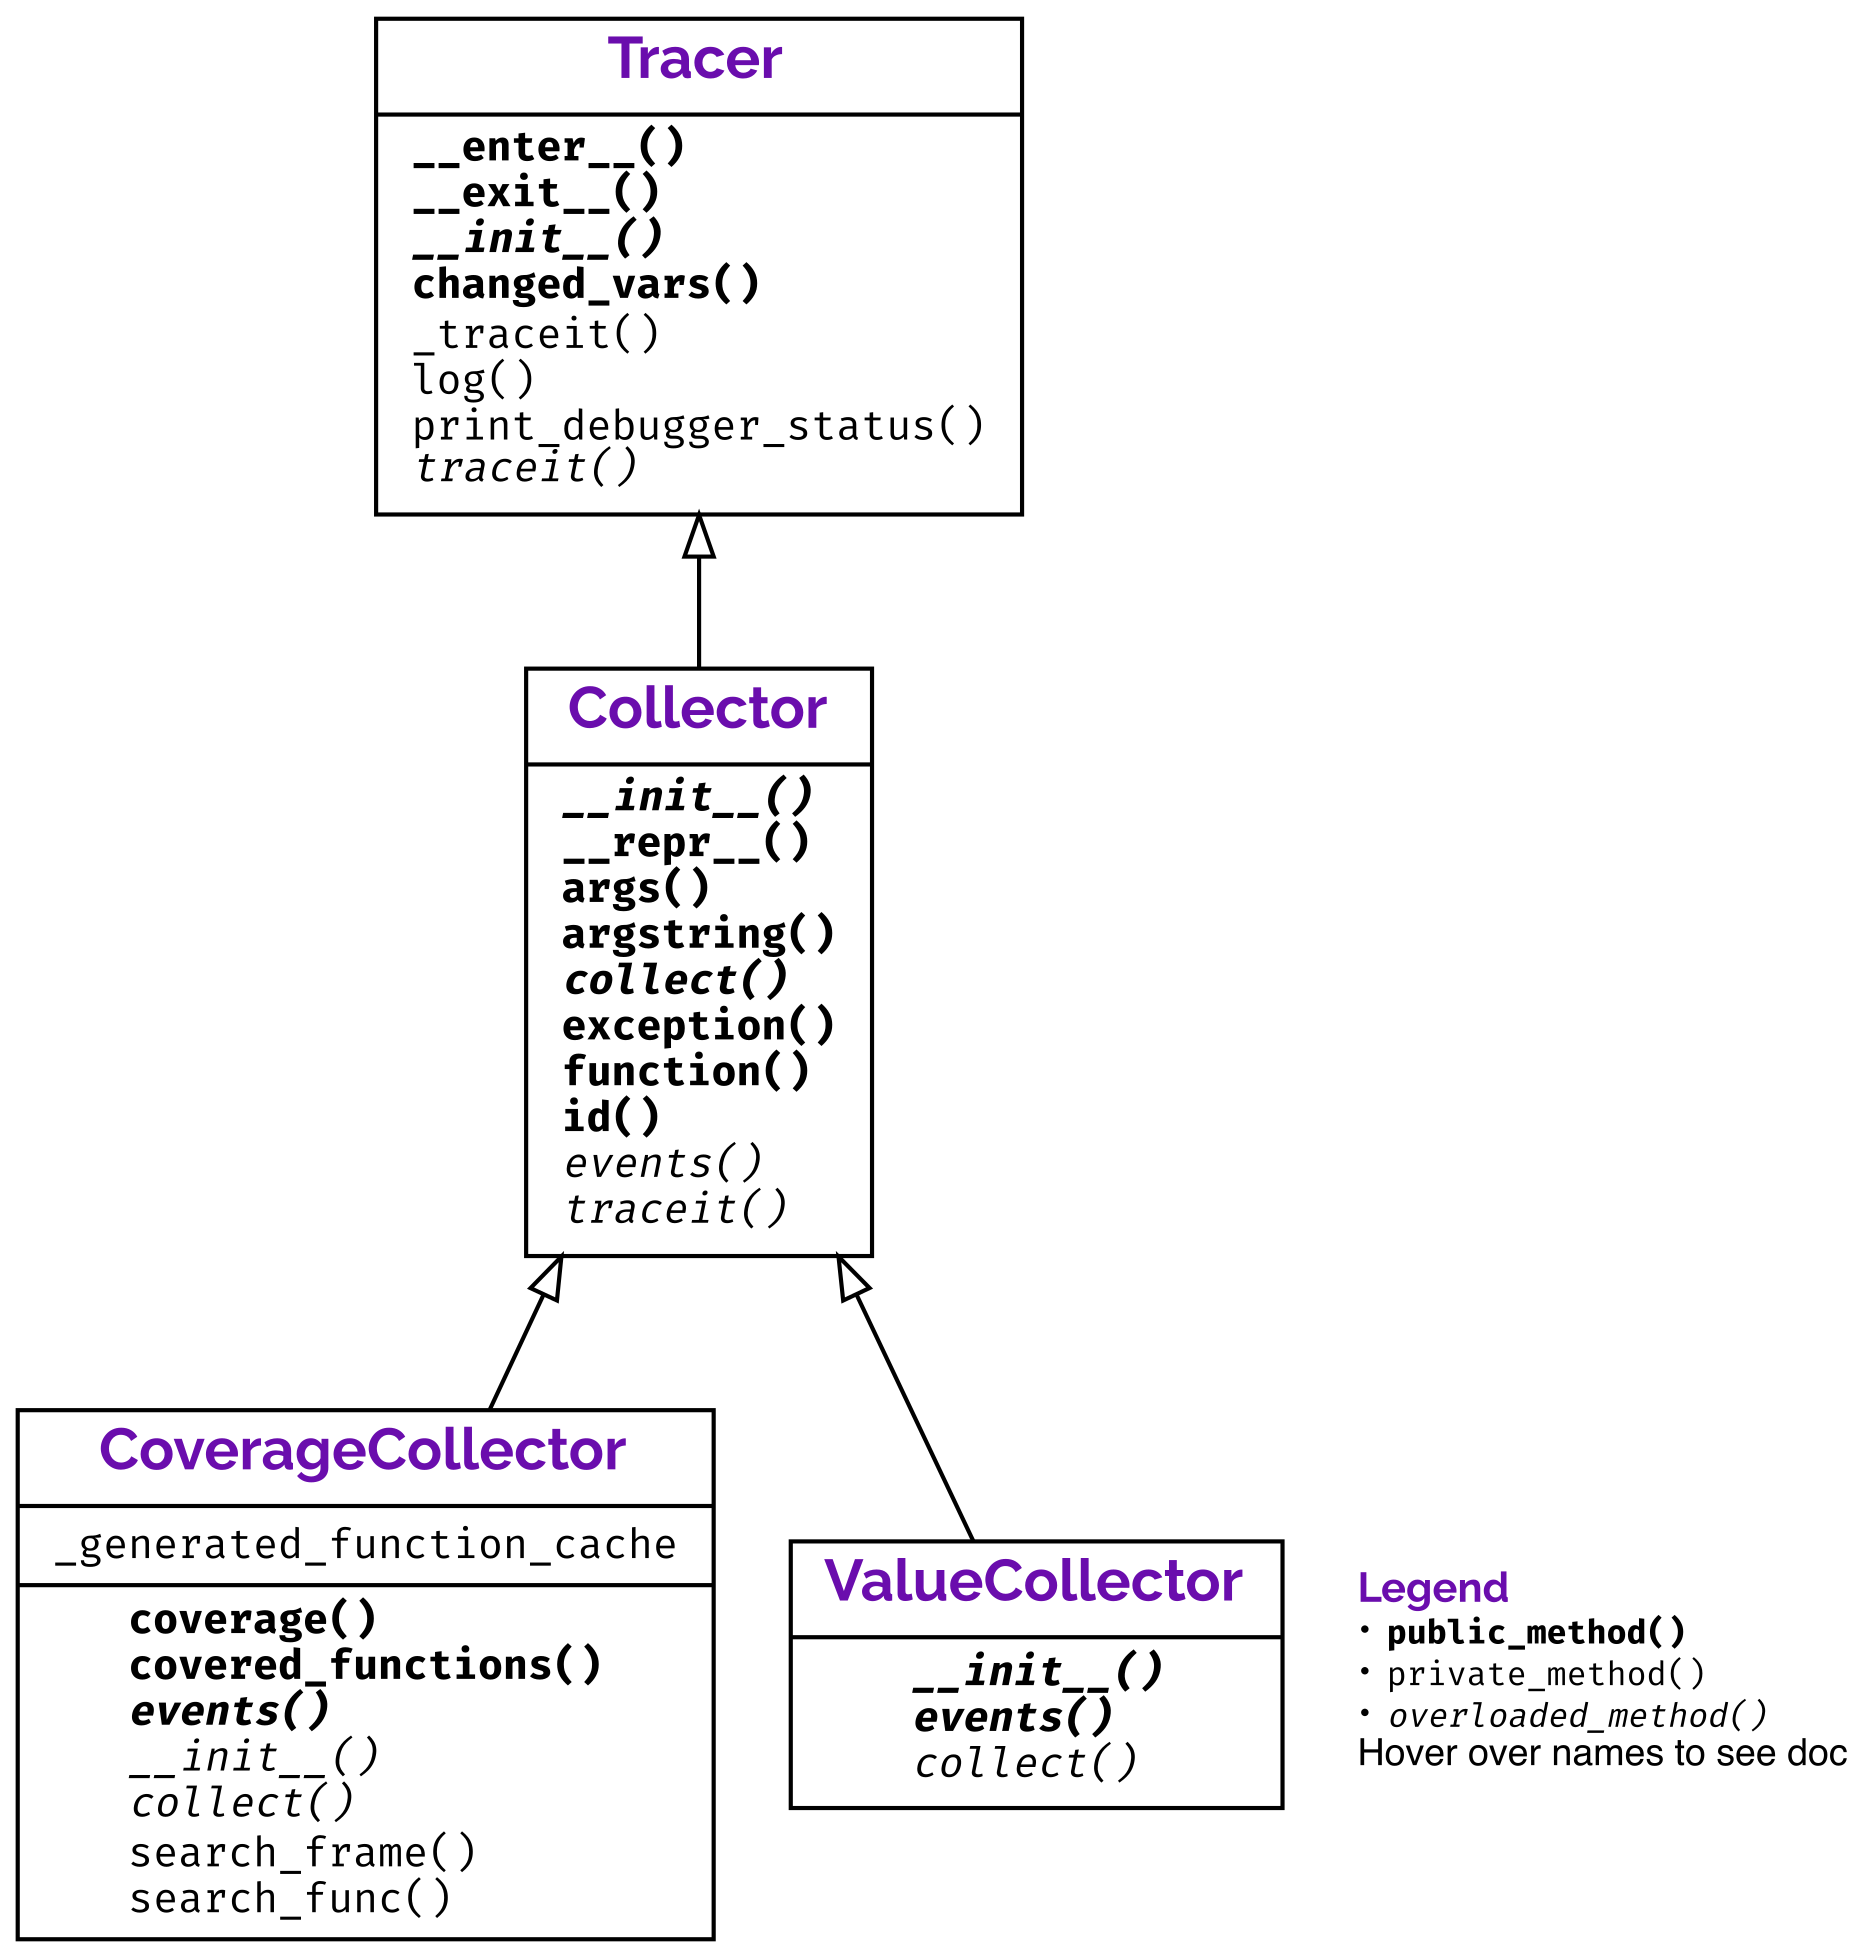 Tracer
__enter__()
__exit__()
__init__()
changed_vars()
_traceit()
log()
print_debugger_status()
traceit()
Collector
__init__()
__repr__()
args()
argstring()
collect()
exception()
function()
id()
events()
traceit()
CoverageCollector
_generated_function_cache
coverage()
covered_functions()
events()
__init__()
collect()
search_frame()
search_func()
ValueCollector
__init__()
events()
collect()
Legend
• public_method()
• private_method()
• overloaded_method()
Hover over names to see doc